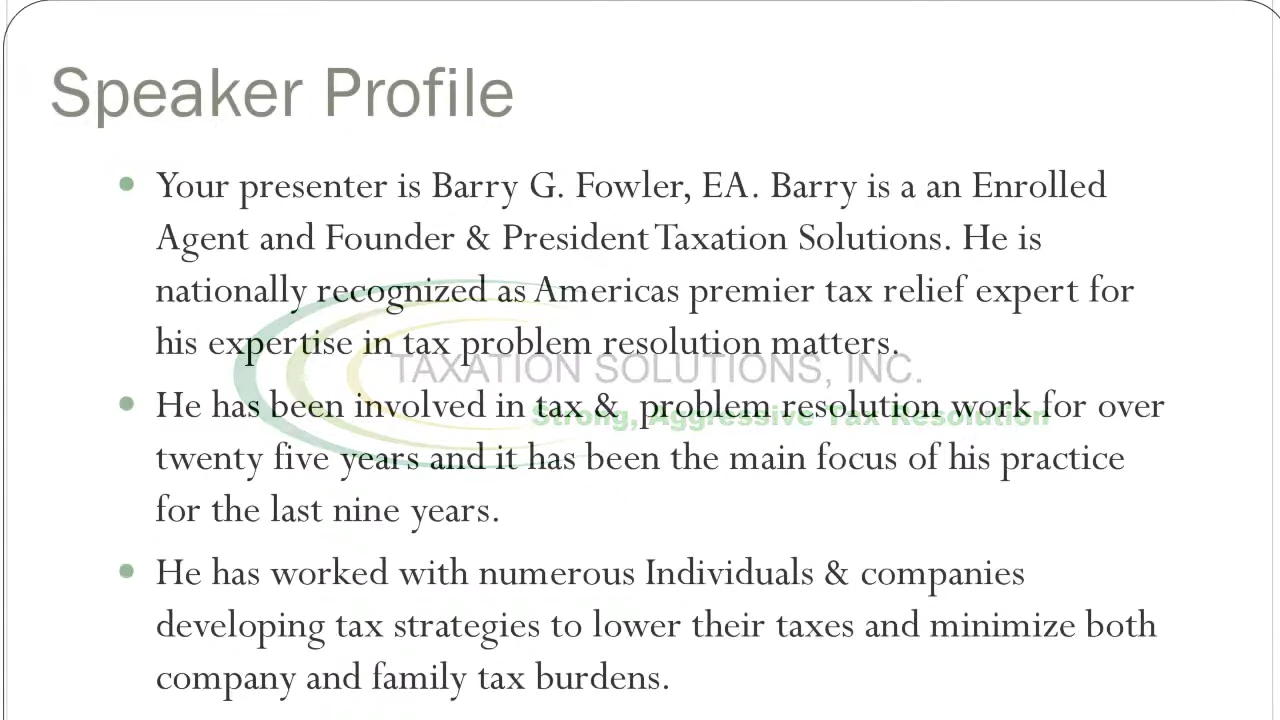 Speaker Profile
Your presenter is Barry G. Fowler, EA. Barry is a an Enrolled
Agent and Founder & President Taxation Solutions. He is
nationally recognized as Americas premier tax relief expert for
his expertise in tax problem resolution matters.
TAXATION SOLUTIONS, INC.
He has been involved in tax &  problem resolution work for over
Strong, Aggressive Tax Resolution
twenty five years and it has been the main focus of his practice
for the last nine years.
He has worked with numerous Individuals & companies
developing tax strategies to lower their taxes and minimize both
company and family tax burdens.